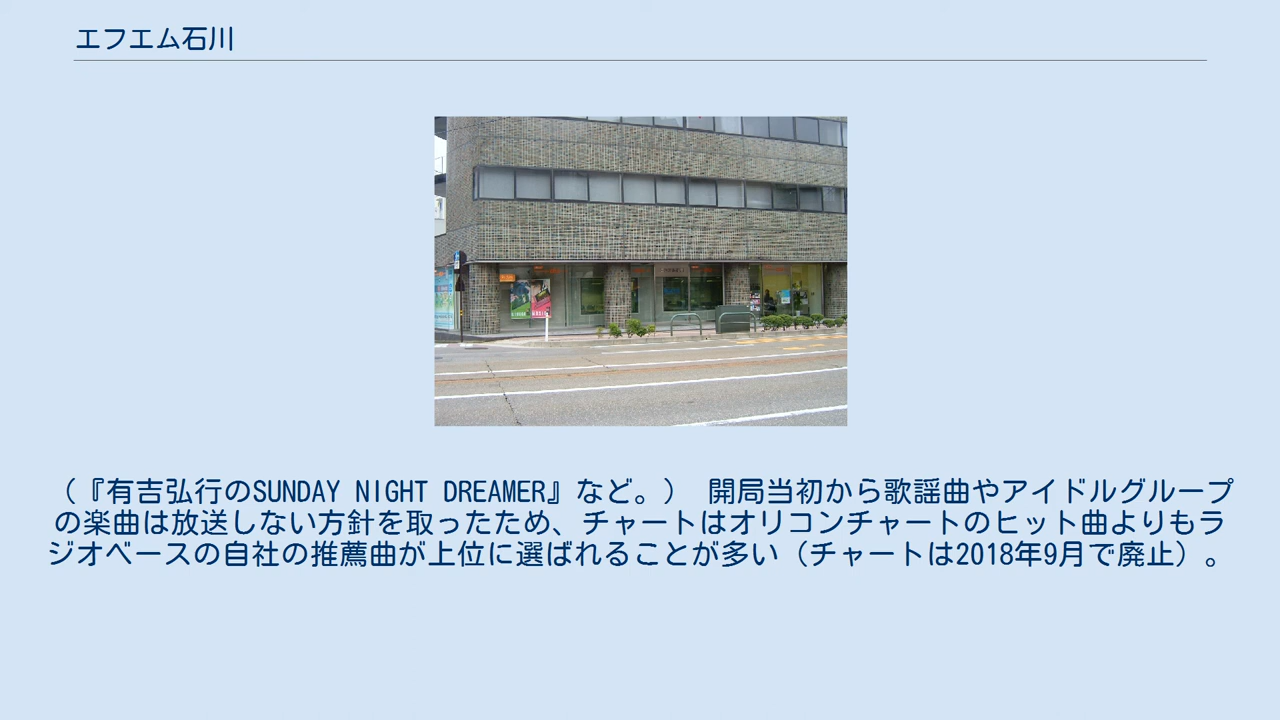 エフエム石川
（『有吉弘行のSUNDAY NIGHT DREAMER』など。） 開局当初から歌謡曲やアイドルグループ
の楽曲は放送しない方針を取ったため、チャートはオリコンチャートのヒット曲よりもラ
ジオベースの自社の推薦曲が上位に選ばれることが多い（チャートは2018年9月で廃止）。